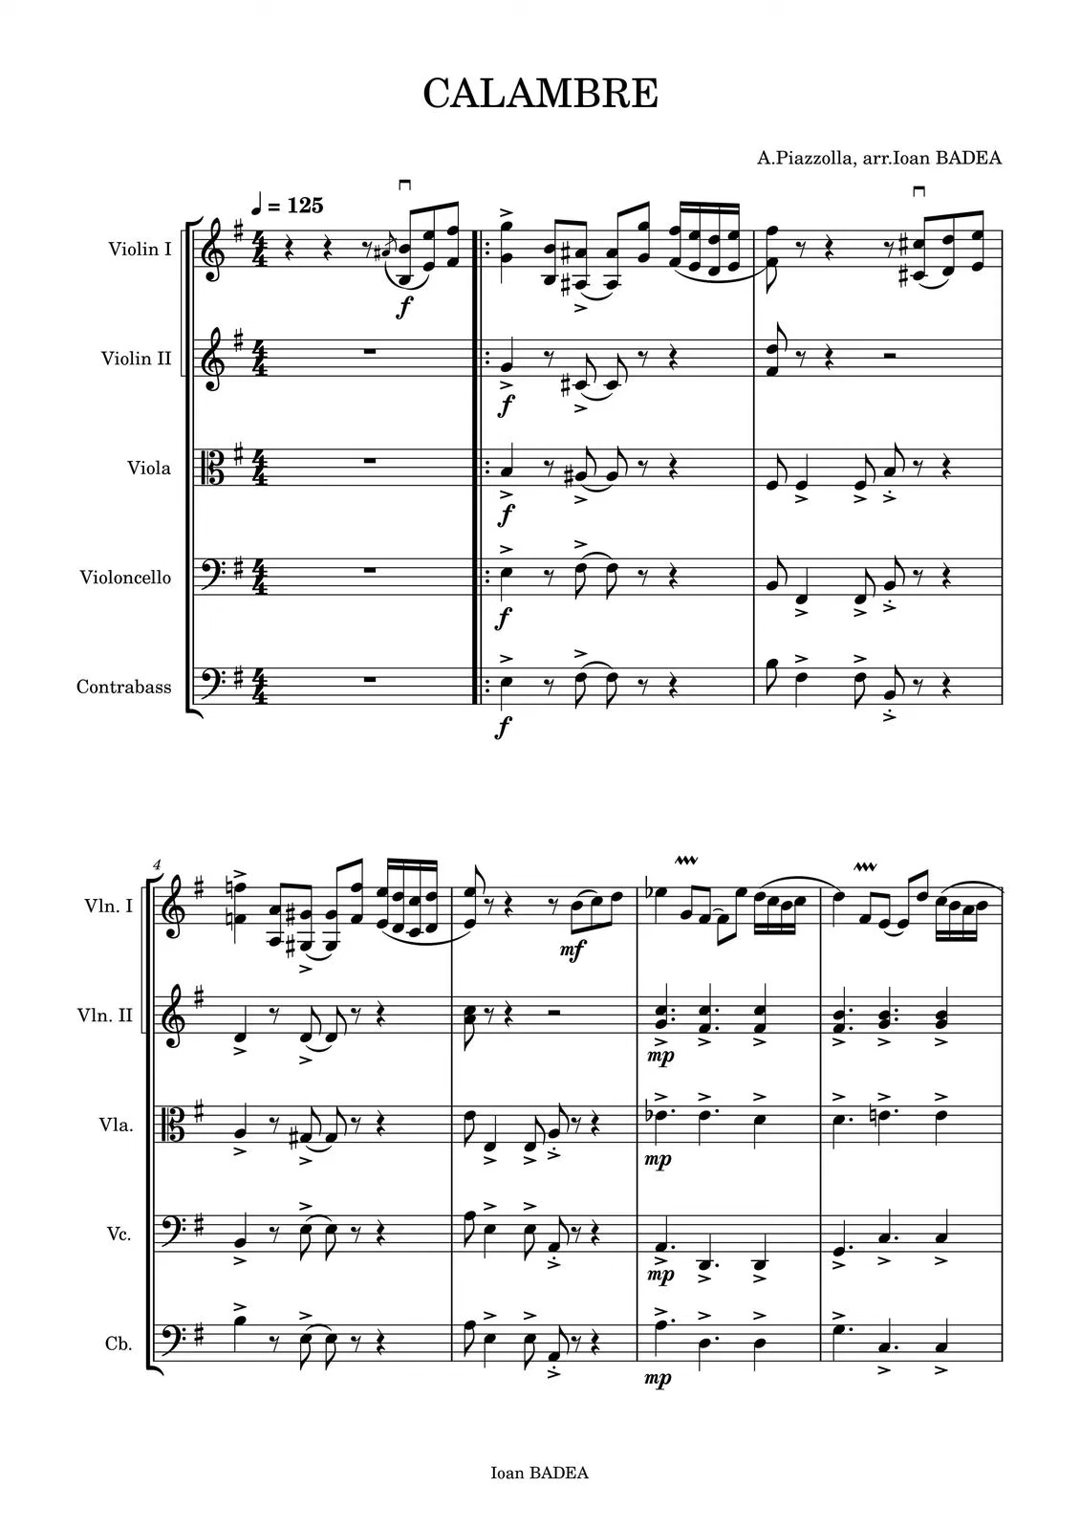 CALAMBRE
A.Piazzolla, arr.Ioan BADEA
♩ = 125
Violin I
f
Violin II
f
Viola
f
Violoncello
f
Contrabass
f
4
Vln. I
mf
Vln. II
mp
Vla.
mp
Vc.
mp
Cb.
mp
Ioan BADEA